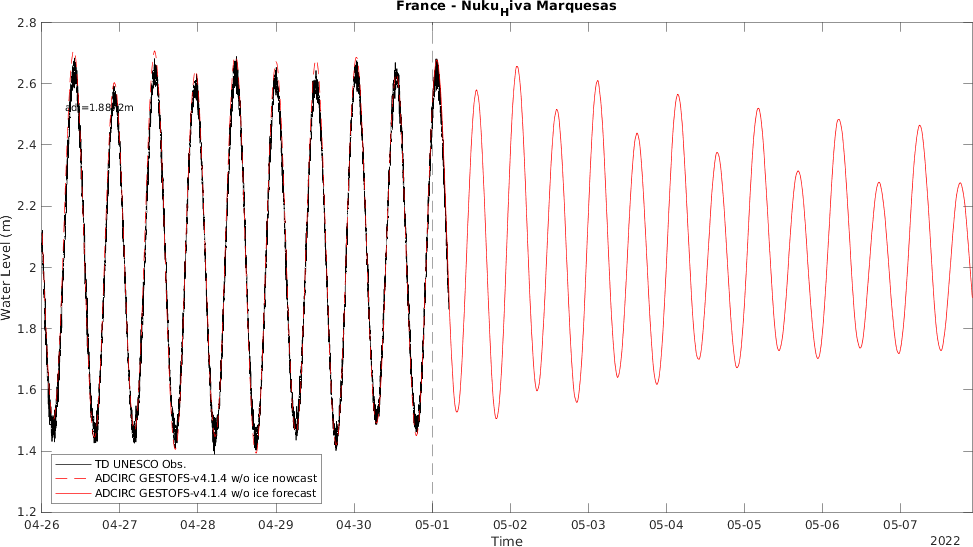 France - Nuku_Hiva Marquesas
Water Level (m)
2.8
2.6
2.4
2.2
2
1.8
1.6
1.4
1.2
TD UNESCO Obs.
ADCIRC GESTOFS-v4.1.4 w/o ice nowcast
ADCIRC GESTOFS-v4.1.4 w/o ice forecast
04-26 04-27 04-28 04-29 04-30 05-01 05-02 05-03 05-04 05-05 05-06 05-07
Time
2022